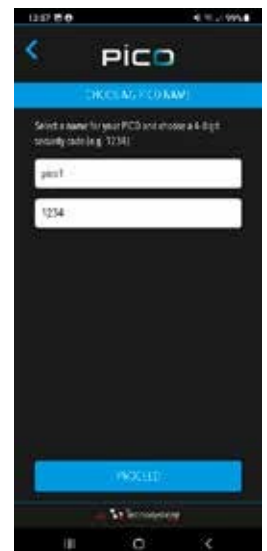 12:07
99%
PICO
CHOOSE A PICO NAME
Select a name for your PICO and choose a 4-digit
security code (e.g. 1234)
pico1
1234
PROCEED